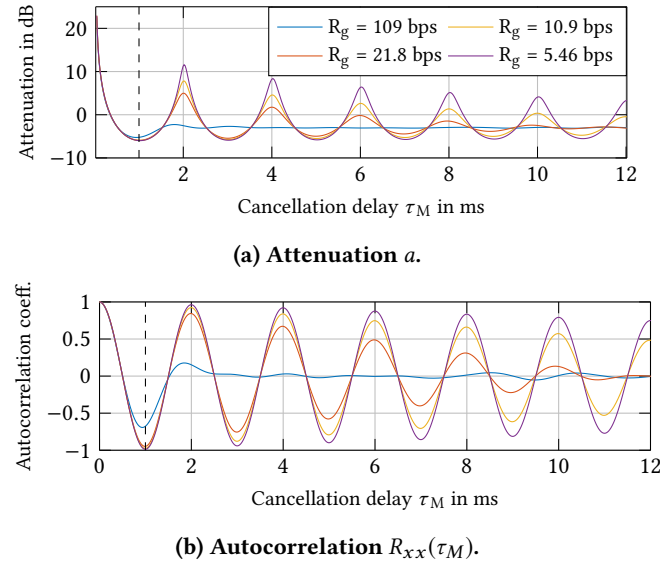 Attenuation in dB
20
10
0
−10
R_g = 109 bps
R_g = 10.9 bps
R_g = 21.8 bps
R_g = 5.46 bps
2 4 6 8 10 12
Cancellation delay τ_M in ms
(a) Attenuation a.
Autocorrelation coeff.
1
0.5
0
−0.5
−1
0 2 4 6 8 10 12
Cancellation delay τ_M in ms
(b) Autocorrelation R_xx(τ_M).